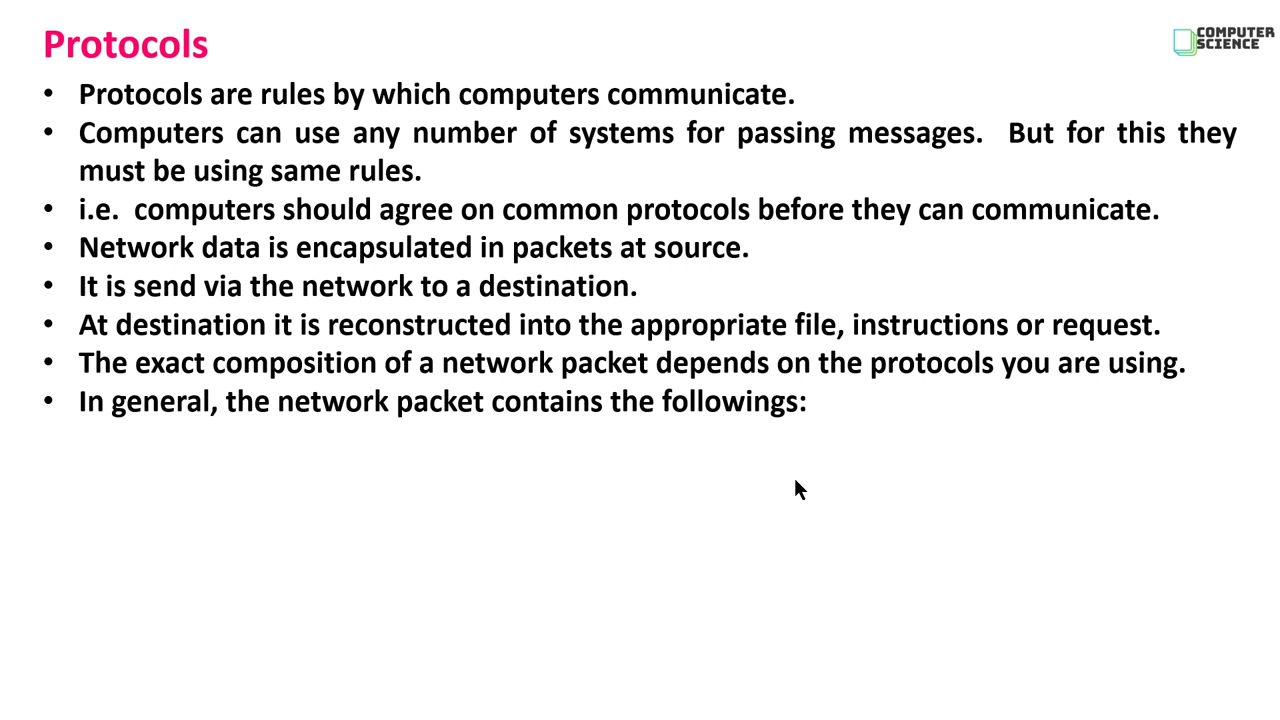 Protocols
COMPUTER
SCIENCE
• Protocols are rules by which computers communicate.
• Computers can use any number of systems for passing messages. But for this they
must be using same rules.
• i.e. computers should agree on common protocols before they can communicate.
• Network data is encapsulated in packets at source.
• It is send via the network to a destination.
• At destination it is reconstructed into the appropriate file, instructions or request.
• The exact composition of a network packet depends on the protocols you are using.
• In general, the network packet contains the followings: